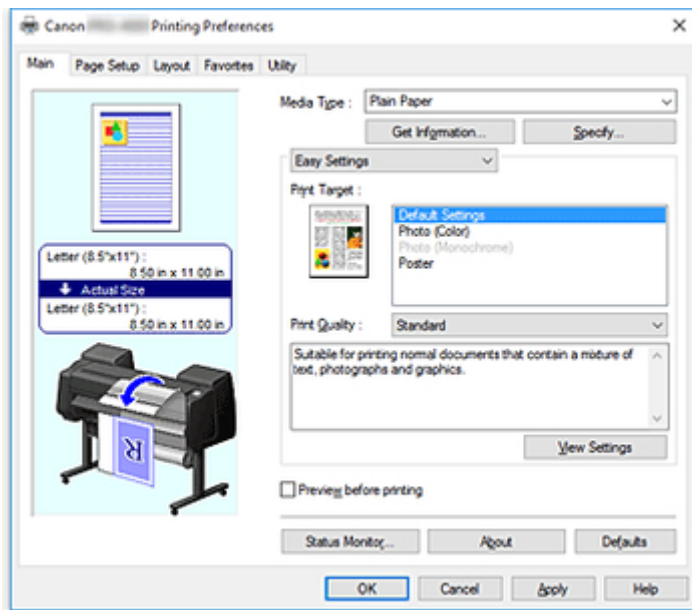 Canon Printing Preferences
Main Page Setup Layout Favorites Utility
Media Type : Plain Paper
Get Information... Specify...
Easy Settings
Print Target :
Default Settings
Photo (Color)
Photo (Monochrome)
Poster
Letter (8.5"x11") :
8.50 in x 11.00 in
Actual Size
Letter (8.5"x11") :
8.50 in x 11.00 in
Print Quality : Standard
Suitable for printing normal documents that contain a mixture of
text, photographs and graphics.
R
View Settings
Preview before printing
Status Monitor... About Defaults
OK Cancel Apply Help